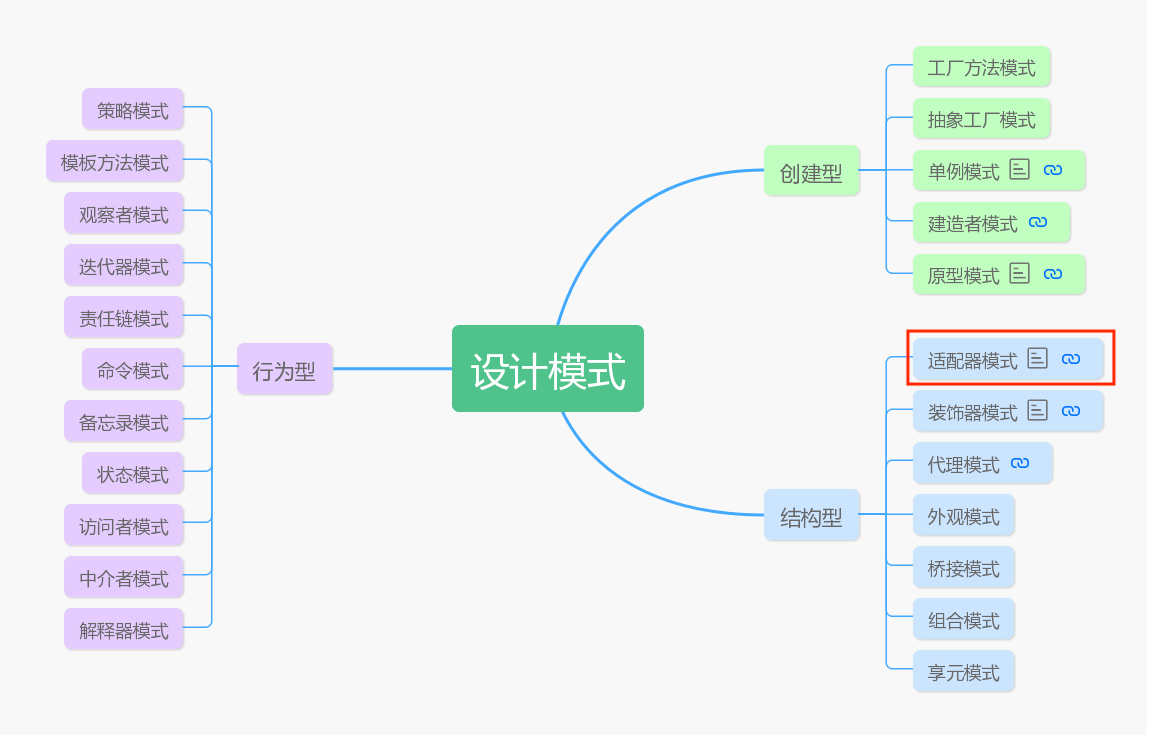 设计模式
创建型
工厂方法模式
抽象工厂模式
单例模式
建造者模式
原型模式
结构型
适配器模式
装饰器模式
代理模式
外观模式
桥接模式
组合模式
享元模式
行为型
策略模式
模板方法模式
观察者模式
迭代器模式
责任链模式
命令模式
备忘录模式
状态模式
访问者模式
中介者模式
解释器模式